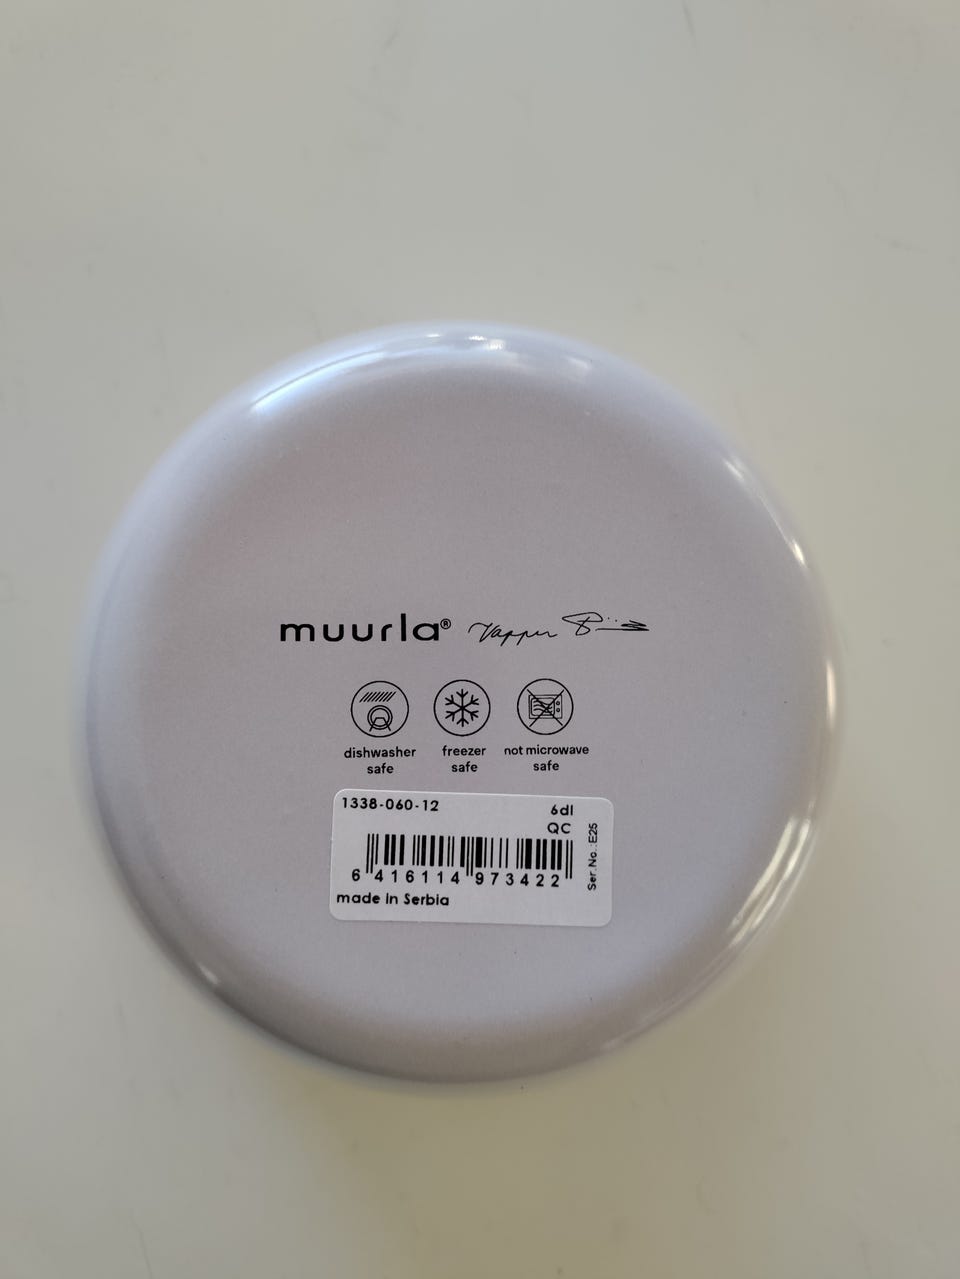 muurla®
dishwasher safe
freezer safe
not microwave safe
1338-060-12
6dl
QC
Ser.No.:E25
6 416114 973422
made in Serbia